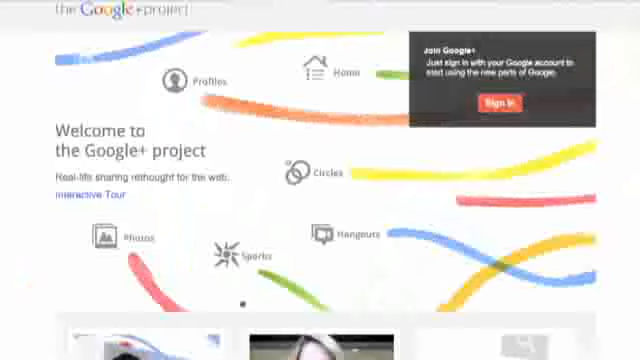 the Google+project
Join Google+
Just sign in with your Google account to
start using the new parts of Google.
Sign in
Home
Profiles
Welcome to
the Google+ project
Real-life sharing rethought for the web.
Interactive Tour
Circles
Photos
Hangouts
Sparks